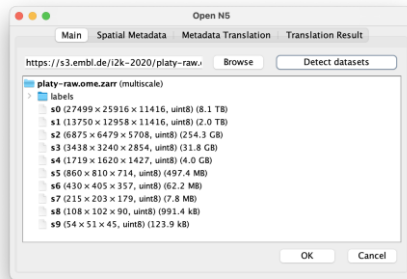 Open N5
Main Spatial Metadata Metadata Translation Translation Result
https://s3.embl.de/i2k-2020/platy-raw. Browse Detect datasets
platy-raw.ome.zarr (multiscale)
labels
s0 (27499 × 25916 × 11416, uint8) (8.1 TB)
s1 (13750 × 12958 × 11416, uint8) (2.0 TB)
s2 (6875 × 6479 × 5708, uint8) (254.3 GB)
s3 (3438 × 3240 × 2854, uint8) (31.8 GB)
s4 (1719 × 1620 × 1427, uint8) (4.0 GB)
s5 (860 × 810 × 714, uint8) (497.4 MB)
s6 (430 × 405 × 357, uint8) (62.2 MB)
s7 (215 × 203 × 179, uint8) (7.8 MB)
s8 (108 × 102 × 90, uint8) (991.4 kB)
s9 (54 × 51 × 45, uint8) (123.9 kB)
OK Cancel